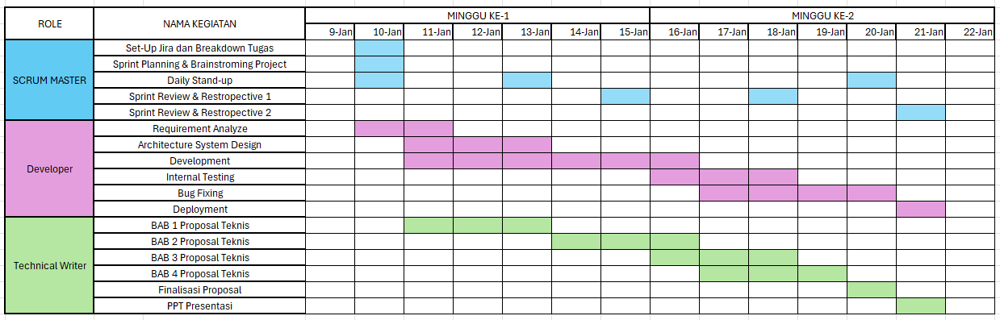 ROLE NAMA KEGIATAN MINGGU KE-1 MINGGU KE-2
9-Jan 10-Jan 11-Jan 12-Jan 13-Jan 14-Jan 15-Jan 16-Jan 17-Jan 18-Jan 19-Jan 20-Jan 21-Jan 22-Jan
SCRUM MASTER
Set-Up Jira dan Breakdown Tugas
Sprint Planning & Brainstroming Project
Daily Stand-up
Sprint Review & Restropective 1
Sprint Review & Restropective 2
Developer
Requirement Analyze
Architecture System Design
Development
Internal Testing
Bug Fixing
Deployment
Technical Writer
BAB 1 Proposal Teknis
BAB 2 Proposal Teknis
BAB 3 Proposal Teknis
BAB 4 Proposal Teknis
Finalisasi Proposal
PPT Presentasi